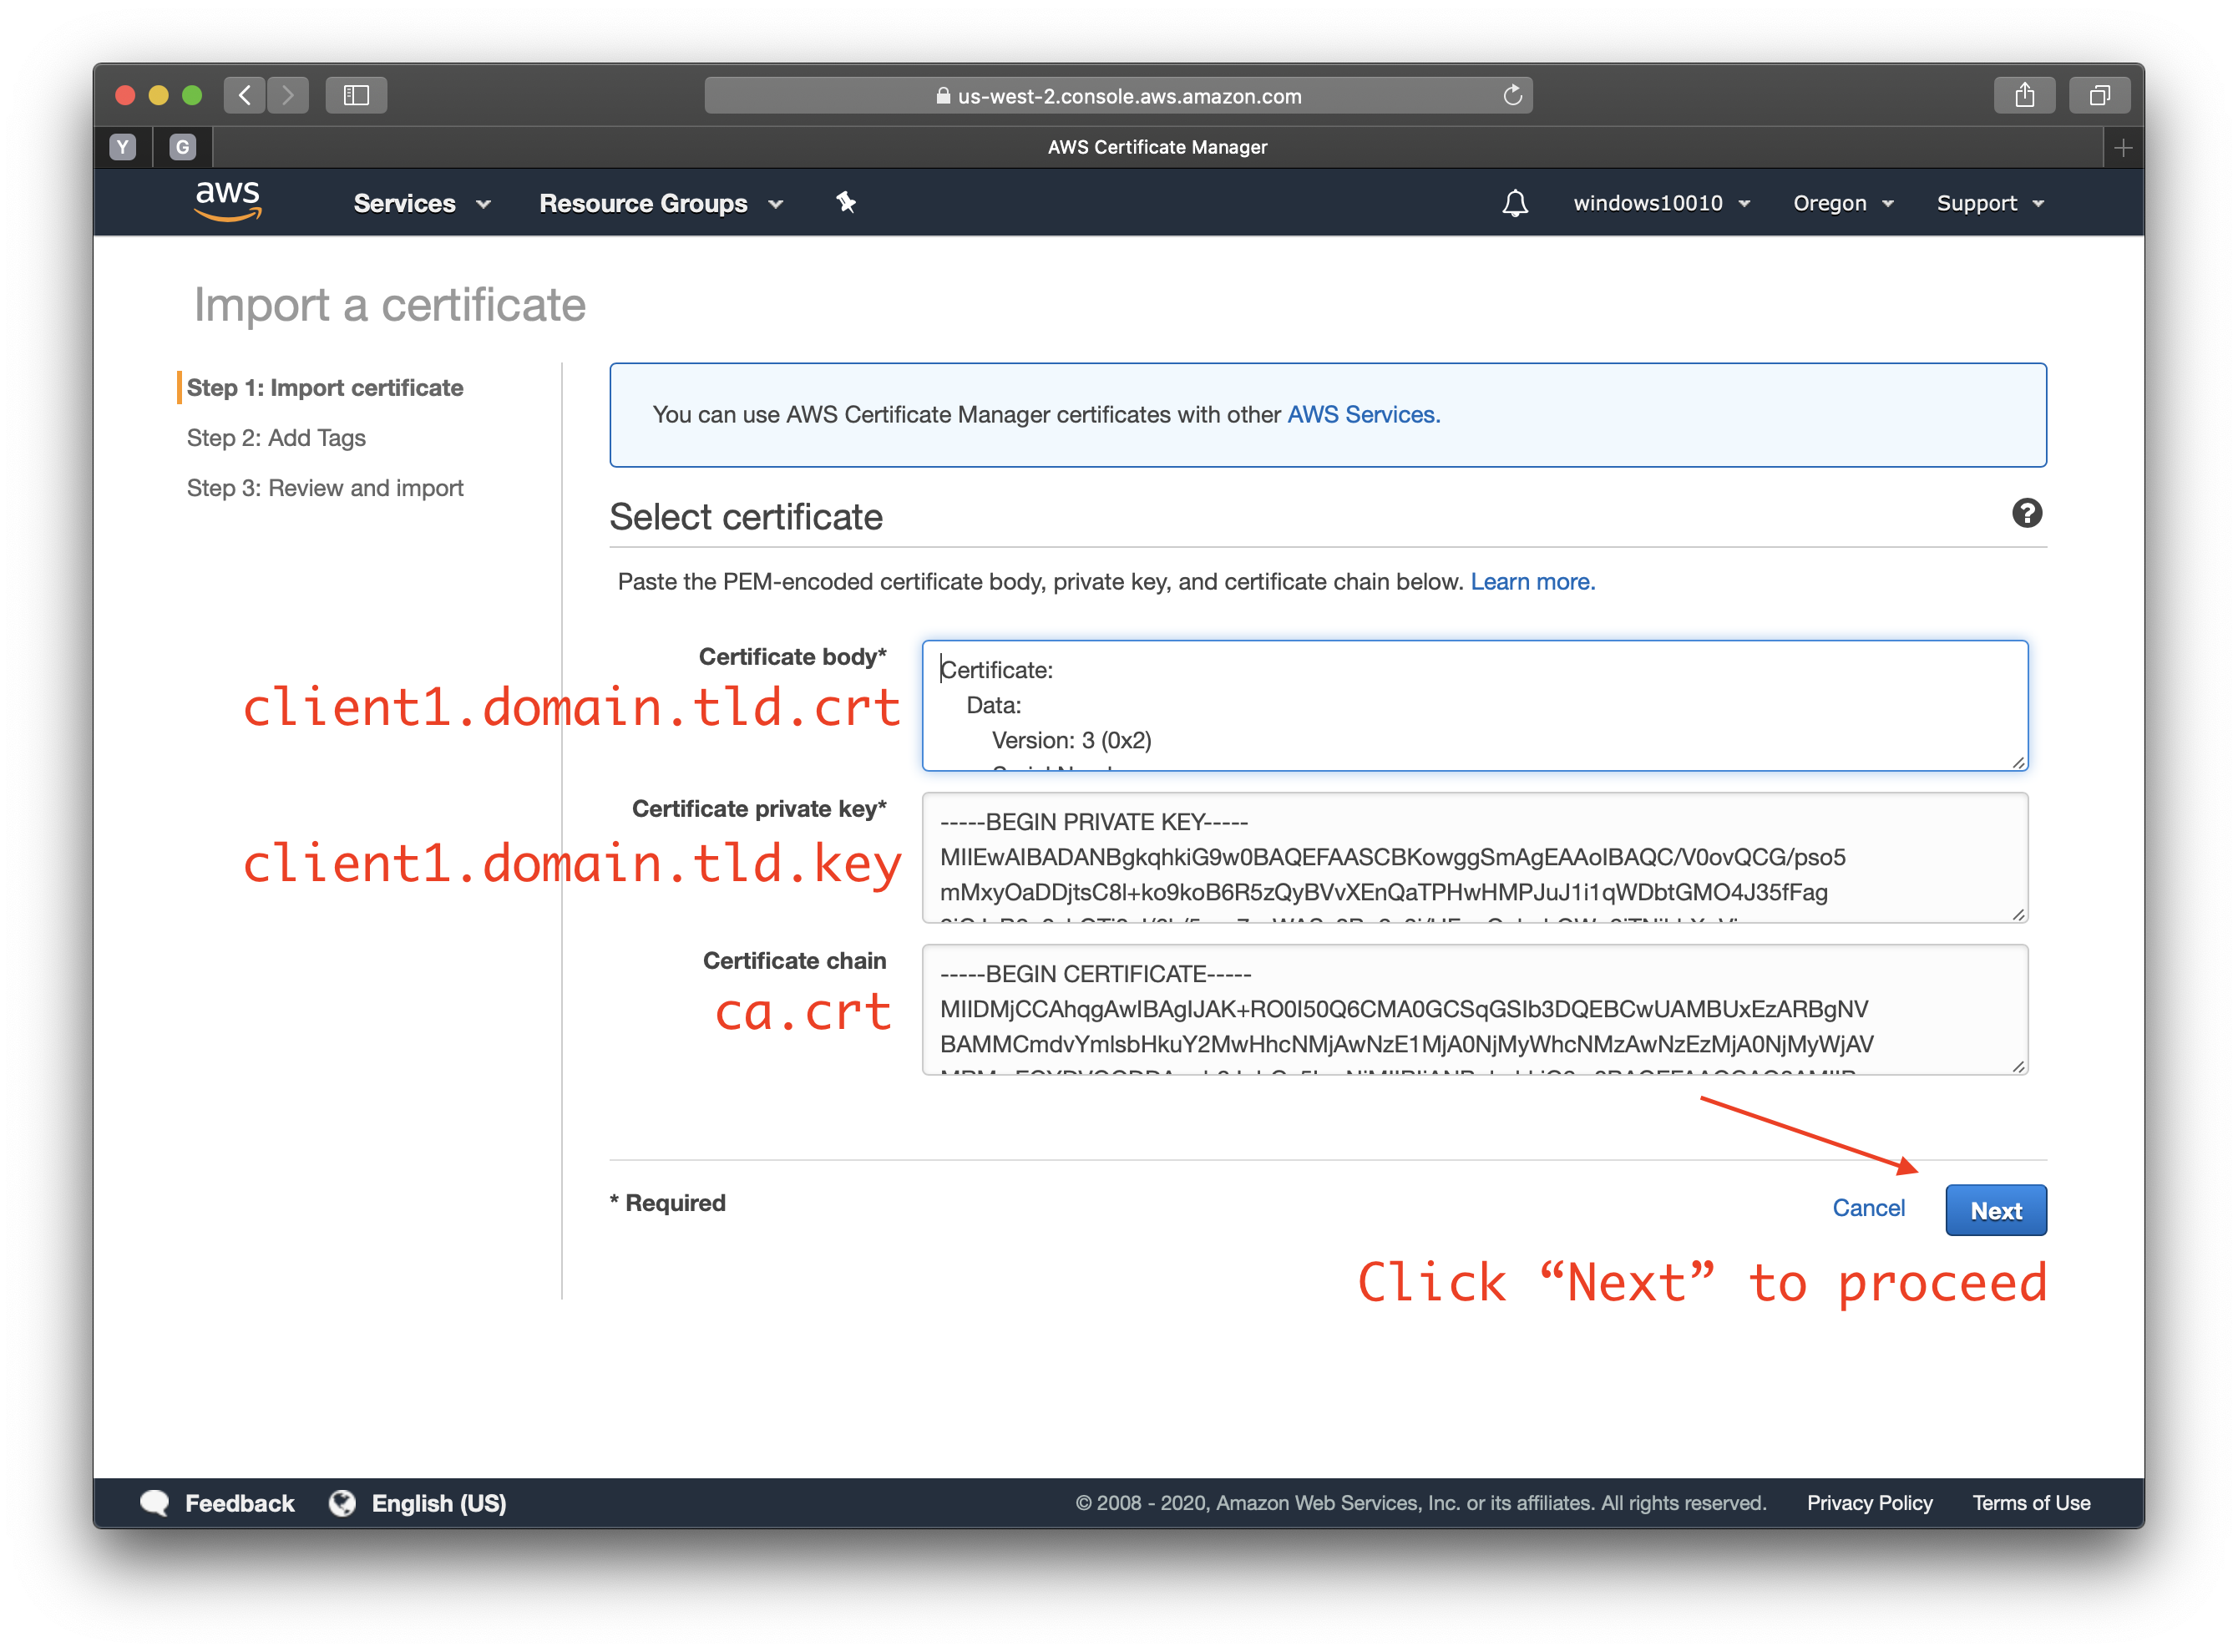 us-west-2.console.aws.amazon.com
Y
G
AWS Certificate Manager
aws
Services
Resource Groups
windows10010
Oregon
Support
Import a certificate
Step 1: Import certificate
Step 2: Add Tags
Step 3: Review and import
You can use AWS Certificate Manager certificates with other AWS Services.
Select certificate
?
Paste the PEM-encoded certificate body, private key, and certificate chain below. Learn more.
Certificate body*
client1.domain.tld.crt
Certificate:
Data:
Version: 3 (0x2)
Certificate private key*
client1.domain.tld.key
-----BEGIN PRIVATE KEY-----
MIIEwAIBADANBgkqhkiG9w0BAQEFAASCBKowggSmAgEAAoIBAQC/V0ovQCG/pso5
mMxyOaDDjtsC8l+ko9koB6R5zQyBVvXEnQaTPHwHMPJuJ1i1qWDbtGMO4J35fFag
Certificate chain
ca.crt
-----BEGIN CERTIFICATE-----
MIIDMjCCAhqgAwIBAgIJAK+RO0I50Q6CMA0GCSqGSIb3DQEBCwUAMBUxEzARBgNV
BAMMCmdvYmlsbHkuY2MwHhcNMjAwNzE1MjA0NjMyWhcNMzAwNzEzMjA0NjMyWjAV
* Required
Cancel
Next
Click “Next” to proceed
Feedback
English (US)
© 2008 - 2020, Amazon Web Services, Inc. or its affiliates. All rights reserved.
Privacy Policy
Terms of Use